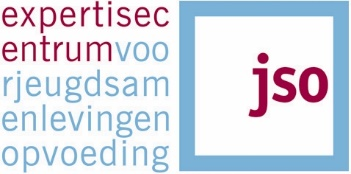 expertisec
entrumvoo
rjeugdsam
enlevingen
opvoeding
jso